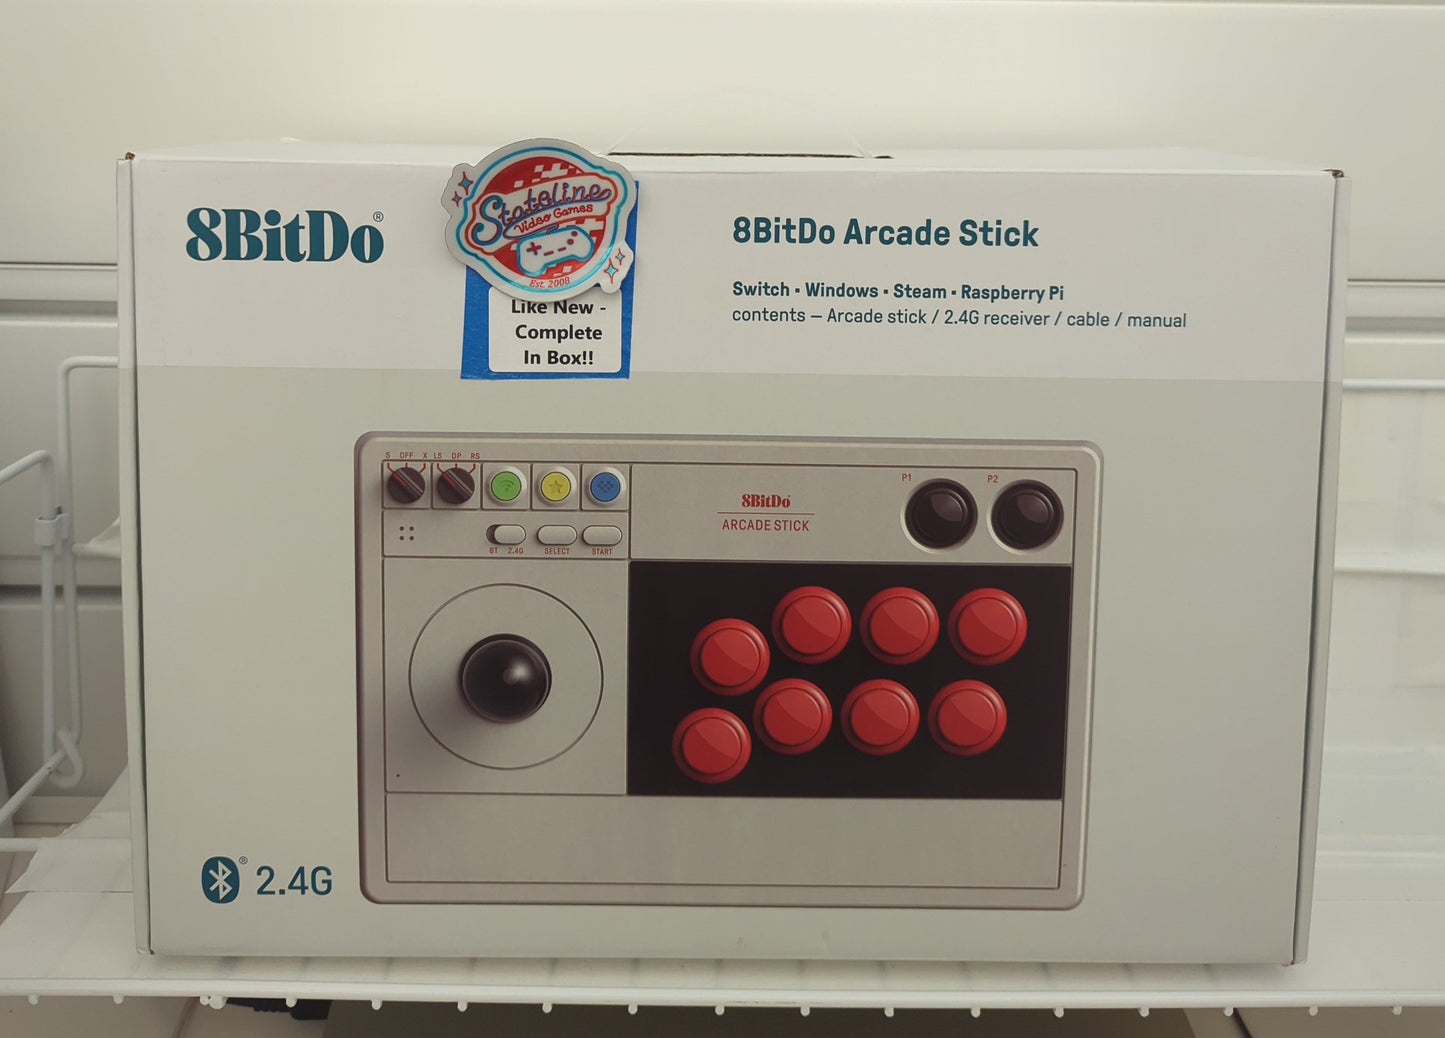 8BitDo®
Stateline
Video Games
Est. 2008
Like New -
Complete
In Box!!
8BitDo Arcade Stick
Switch · Windows · Steam · Raspberry Pi
contents — Arcade stick / 2.4G receiver / cable / manual
S OFF X LS DP RS
8BitDo
ARCADE STICK
P1 P2
BT 2.4G SELECT START
® 2.4G